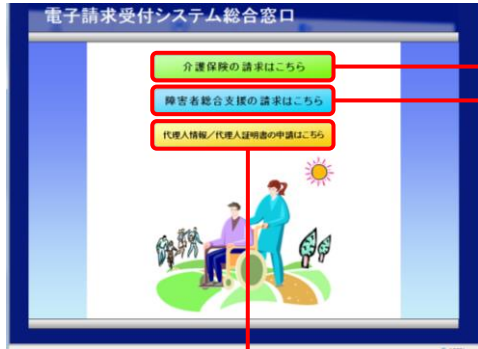 電子請求受付システム総合窓口
介護保険の請求はこちら
障害者総合支援の請求はこちら
代理人情報／代理人証明書の申請はこちら